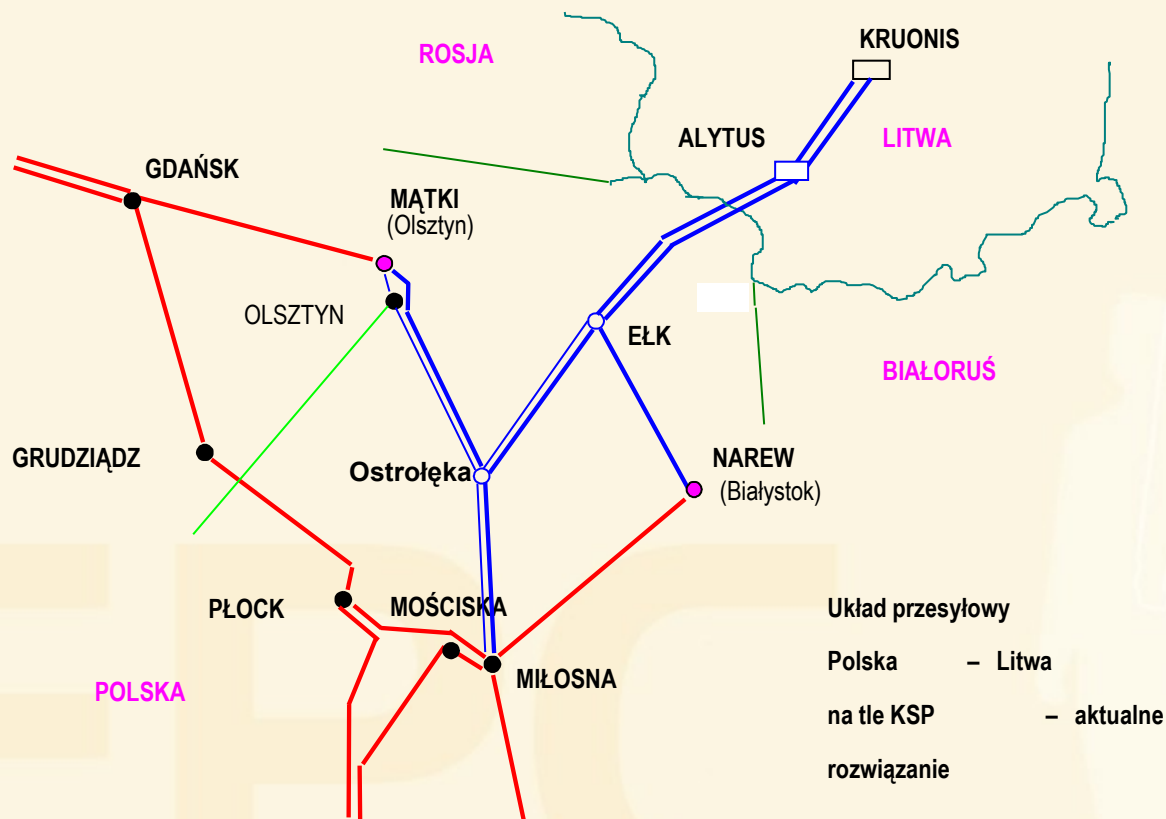 KRUONIS
ROSJA
ALYTUS
LITWA
GDAŃSK
MĄTKI
(Olsztyn)
OLSZTYN
EŁK
BIAŁORUŚ
GRUDZIĄDZ
Ostrołęka
NAREW
(Białystok)
PŁOCK
MOŚCISKA
MIŁOSNA
POLSKA
Układ przesyłowy
Polska – Litwa
na tle KSP – aktualne
rozwiązanie
EPC